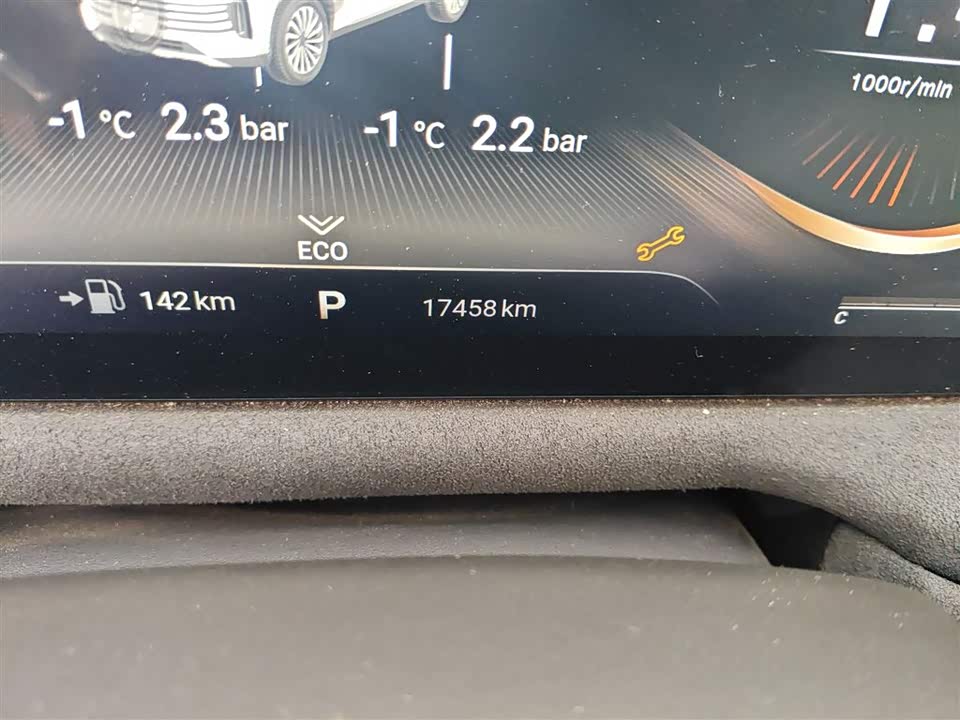 1000r/min
-1 °C 2.3 bar -1 °C 2.2 bar
ECO
142 km P 17458 km C